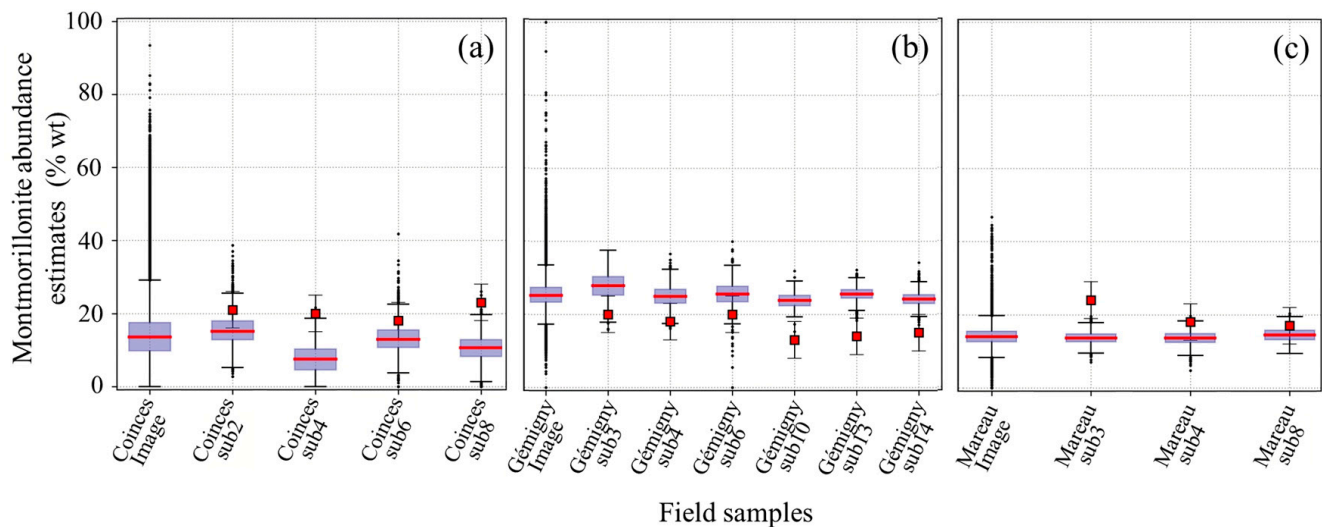 Montmorillonite abundance
estimates (% wt)
100
80
60
40
20
0
(a)
(b)
(c)
Coinces
Image
Coinces
sub2
Coinces
sub4
Coinces
sub6
Coinces
sub8
Gémigny
Image
Gémigny
sub3
Gémigny
sub4
Gémigny
sub6
Gémigny
sub10
Gémigny
sub13
Gémigny
sub14
Mareau
Image
Mareau
sub3
Mareau
sub4
Mareau
sub8
Field samples